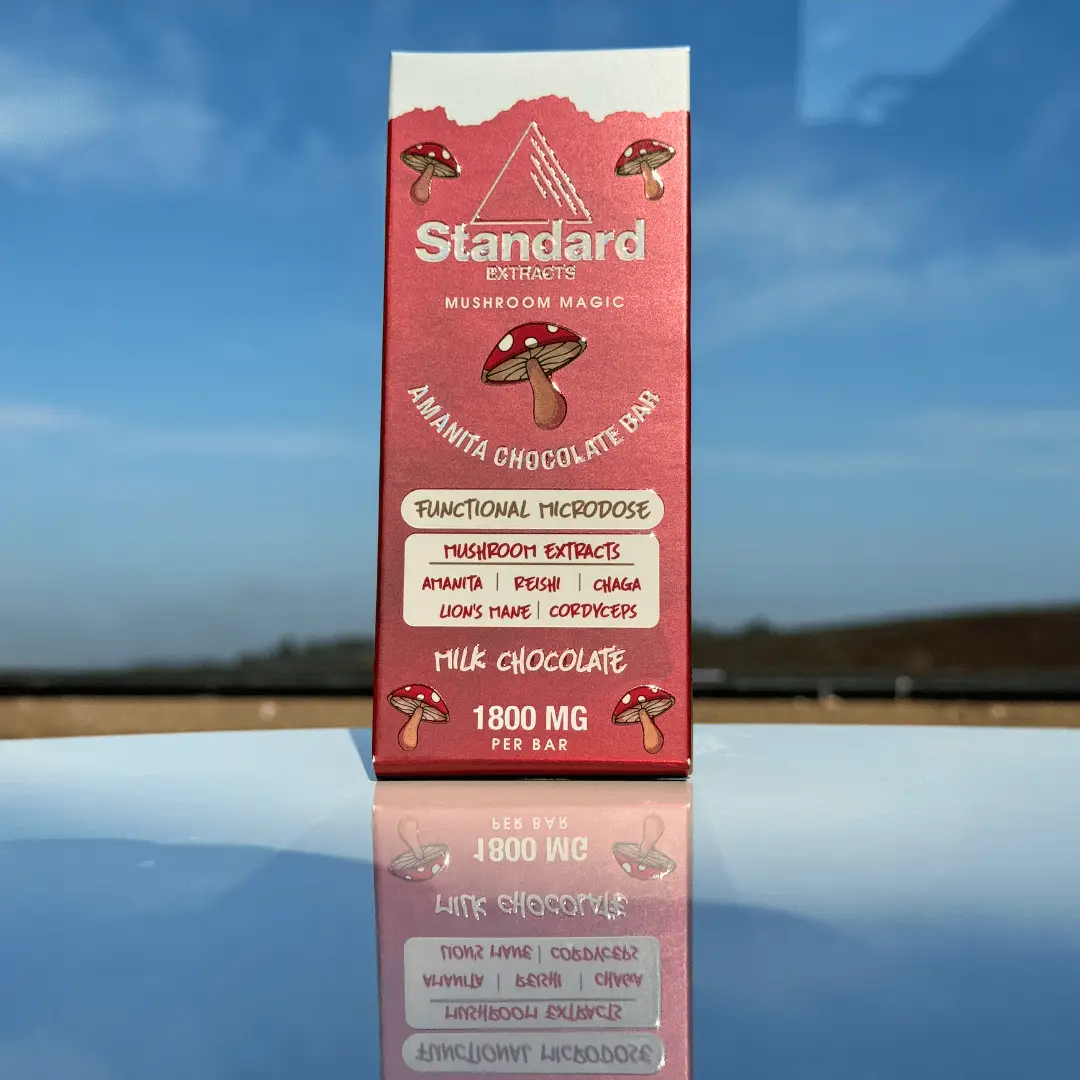 Standard
EXTRACTS
MUSHROOM MAGIC
AMANITA CHOCOLATE BAR
FUNCTIONAL MICRODOSE
MUSHROOM EXTRACTS
AMANITA | REISHI | CHAGA
LION'S MANE | CORDYCEPS
MILK CHOCOLATE
1800 MG
PER BAR